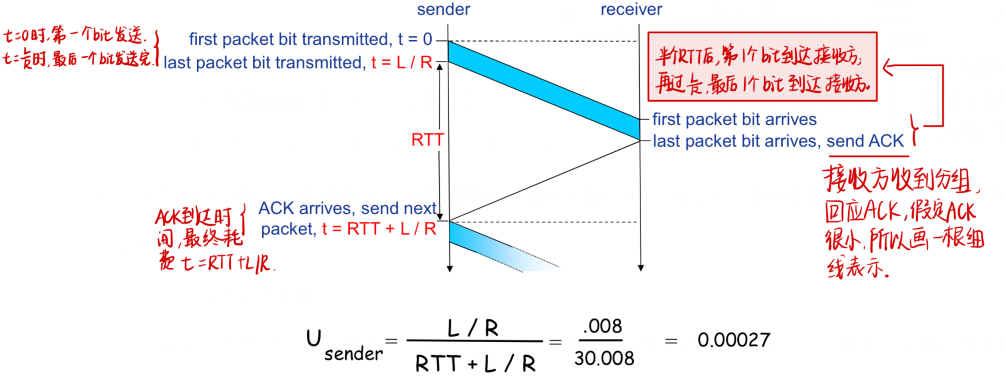 sender
receiver
t=0时,第一个bit发送.
t=L/R时,最后一个bit发送完.
first packet bit transmitted, t = 0
last packet bit transmitted, t = L / R
半个RTT后,第1个bit到达接收方;
再过L/R,最后1个bit到达接收方。
first packet bit arrives
last packet bit arrives, send ACK
RTT
接收方收到分组,
回应ACK,假定ACK
很小,所以画一根细
线表示.
ACK到达时
间,最终耗
费t=RTT+L/R.
ACK arrives, send next
packet, t = RTT + L / R
U sender = L / R / RTT + L / R = .008 / 30.008 = 0.00027